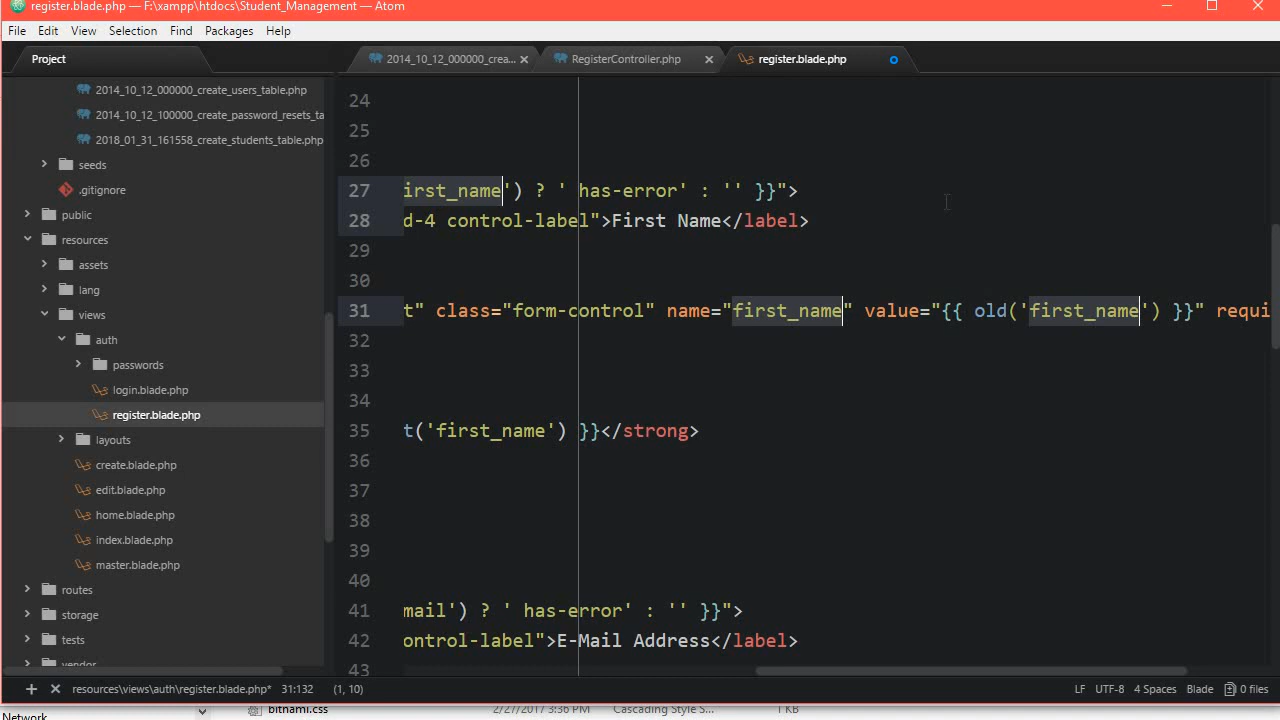 register.blade.php — F:\xampp\htdocs\Student_Management — Atom
File Edit View Selection Find Packages Help
Project
2014_10_12_000000_crea... RegisterController.php register.blade.php
2014_10_12_000000_create_users_table.php
2014_10_12_100000_create_password_resets_ta
2018_01_31_161558_create_students_table.php
seeds
.gitignore
public
resources
assets
lang
views
auth
passwords
login.blade.php
register.blade.php
layouts
create.blade.php
edit.blade.php
home.blade.php
index.blade.php
master.blade.php
routes
storage
tests
vendor
24
25
26
27 irst_name') ? ' has-error' : '' }}">
28 d-4 control-label">First Name</label>
29
30
31 t" class="form-control" name="first_name" value="{{ old('first_name') }}" requi
32
33
34
35 t('first_name') }}</strong>
36
37
38
39
40
41 mail') ? ' has-error' : '' }}">
42 ontrol-label">E-Mail Address</label>
43
resources\views\auth\register.blade.php* 31:132 (1, 10) LF UTF-8 4 Spaces Blade 0 files
Network bitnami.css 2/27/2017 3:36 PM Cascading Style S... 1 KB